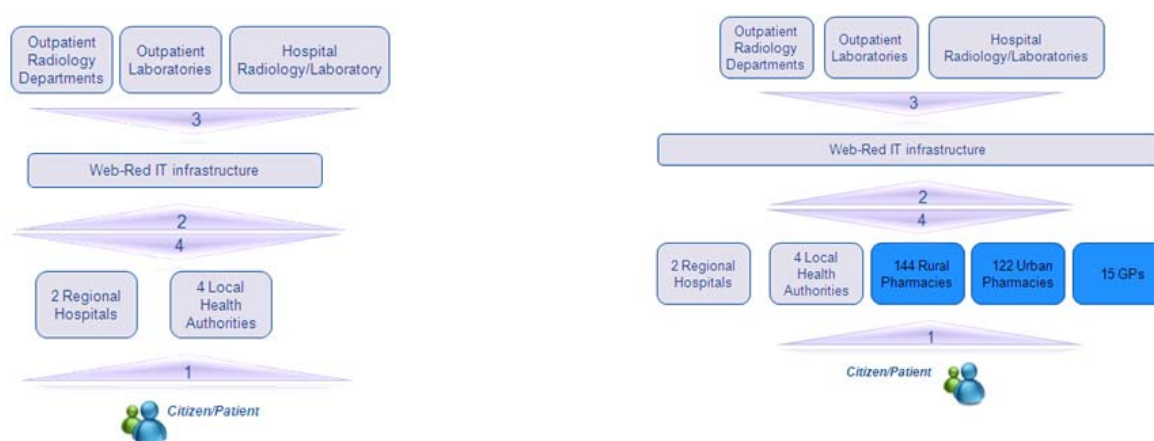 Outpatient
Radiology
Departments
Outpatient
Laboratories
Hospital
Radiology/Laboratory
3
Web-Red IT infrastructure
2
4
2 Regional
Hospitals
4 Local
Health
Authorities
1
Citizen/Patient
Outpatient
Radiology
Departments
Outpatient
Laboratories
Hospital
Radiology/Laboratories
3
Web-Red IT infrastructure
2
4
2 Regional
Hospitals
4 Local
Health
Authorities
144 Rural
Pharmacies
122 Urban
Pharmacies
15 GPs
1
Citizen/Patient